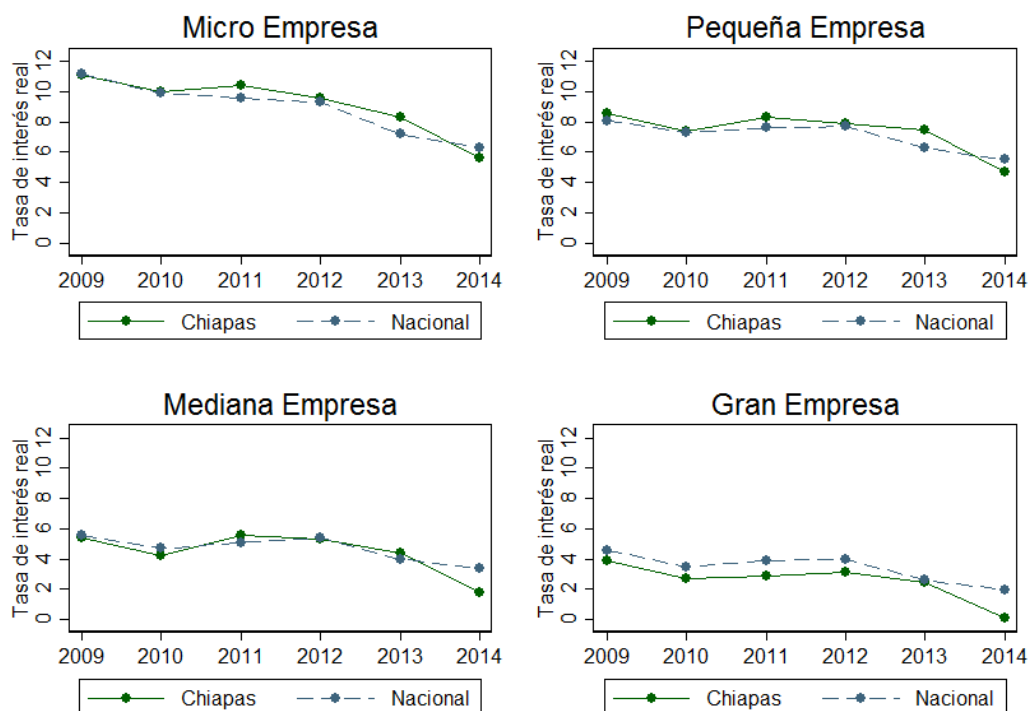 Micro Empresa
Tasa de interés real
0 2 4 6 8 10 12
2009 2010 2011 2012 2013 2014
Chiapas Nacional
Pequeña Empresa
Tasa de interés real
0 2 4 6 8 10 12
2009 2010 2011 2012 2013 2014
Chiapas Nacional
Mediana Empresa
Tasa de interés real
0 2 4 6 8 10 12
2009 2010 2011 2012 2013 2014
Chiapas Nacional
Gran Empresa
Tasa de interés real
0 2 4 6 8 10 12
2009 2010 2011 2012 2013 2014
Chiapas Nacional